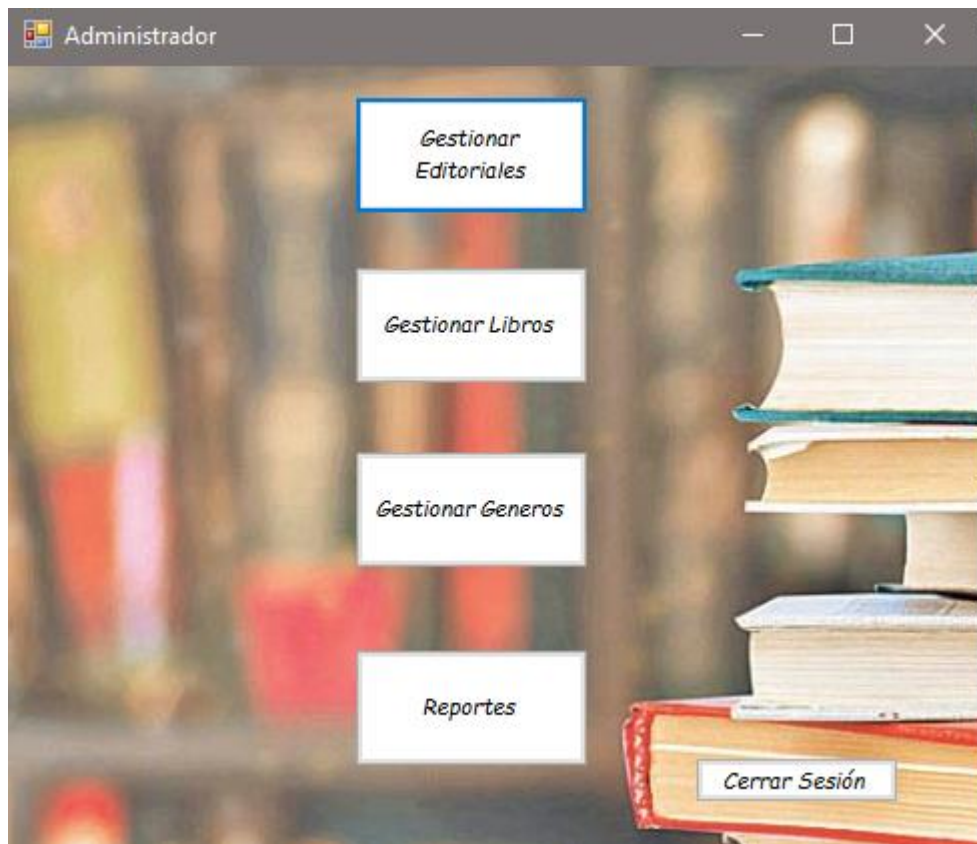 Administrador
Gestionar
Editoriales
Gestionar Libros
Gestionar Generos
Reportes
Cerrar Sesión